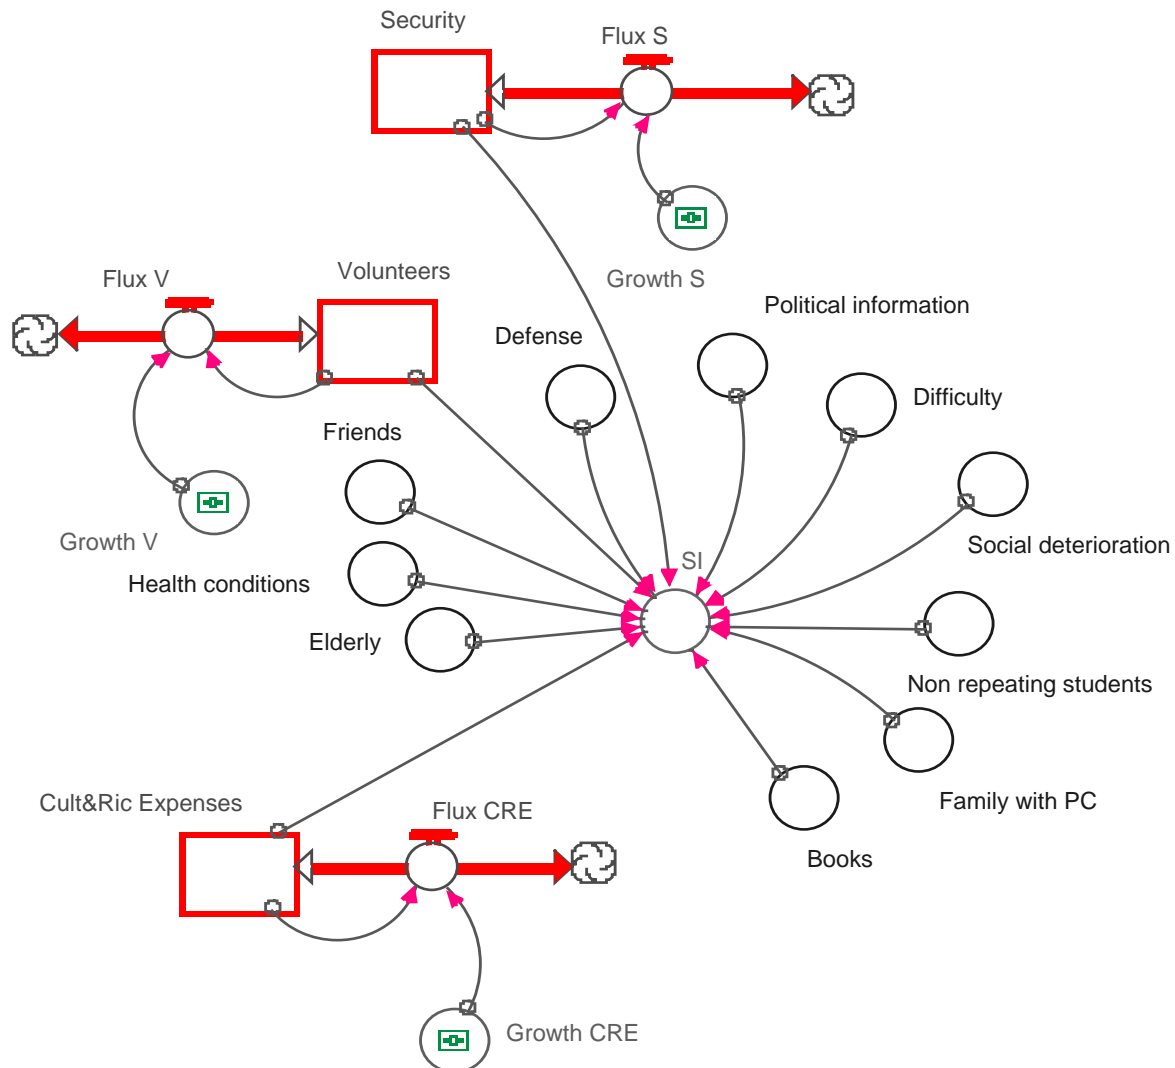 Security
Flux S
Growth S
Flux V
Volunteers
Political information
Defense
Difficulty
Friends
Growth V
Social deterioration
SI
Health conditions
Elderly
Non repeating students
Cult&Ric Expenses
Flux CRE
Family with PC
Books
Growth CRE